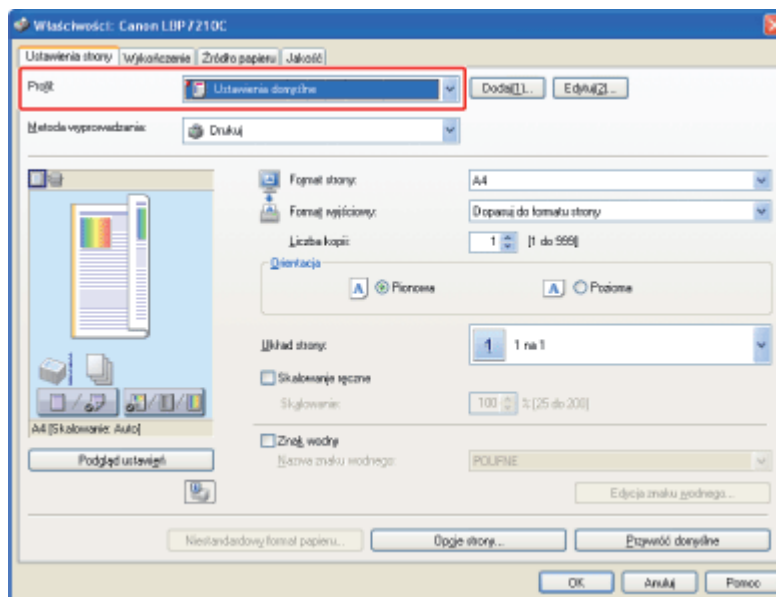 Właściwości: Canon LBP7210C
Ustawienia strony Wykończenie Źródło papieru Jakość
Profil: Ustawienia domyślne Dodaj(1)... Edytuj(2)...
Metoda wyprowadzania: Drukuj
Format strony: A4
Format wyjściowy: Dopasuj do formatu strony
Liczba kopii: 1 [1 do 999]
Orientacja
A Pionowa A Pozioma
Układ strony: 1 1 na 1
Skalowanie ręczne
Skalowanie: 100 % [25 do 200]
A4 [Skalowanie: Auto]
Znak wodny
Podgląd ustawień
Nazwa znaku wodnego: POUFNE
Edycja znaku wodnego...
Niestandardowy format papieru... Opcje strony... Przywróć domyślne
OK Anuluj Pomoc